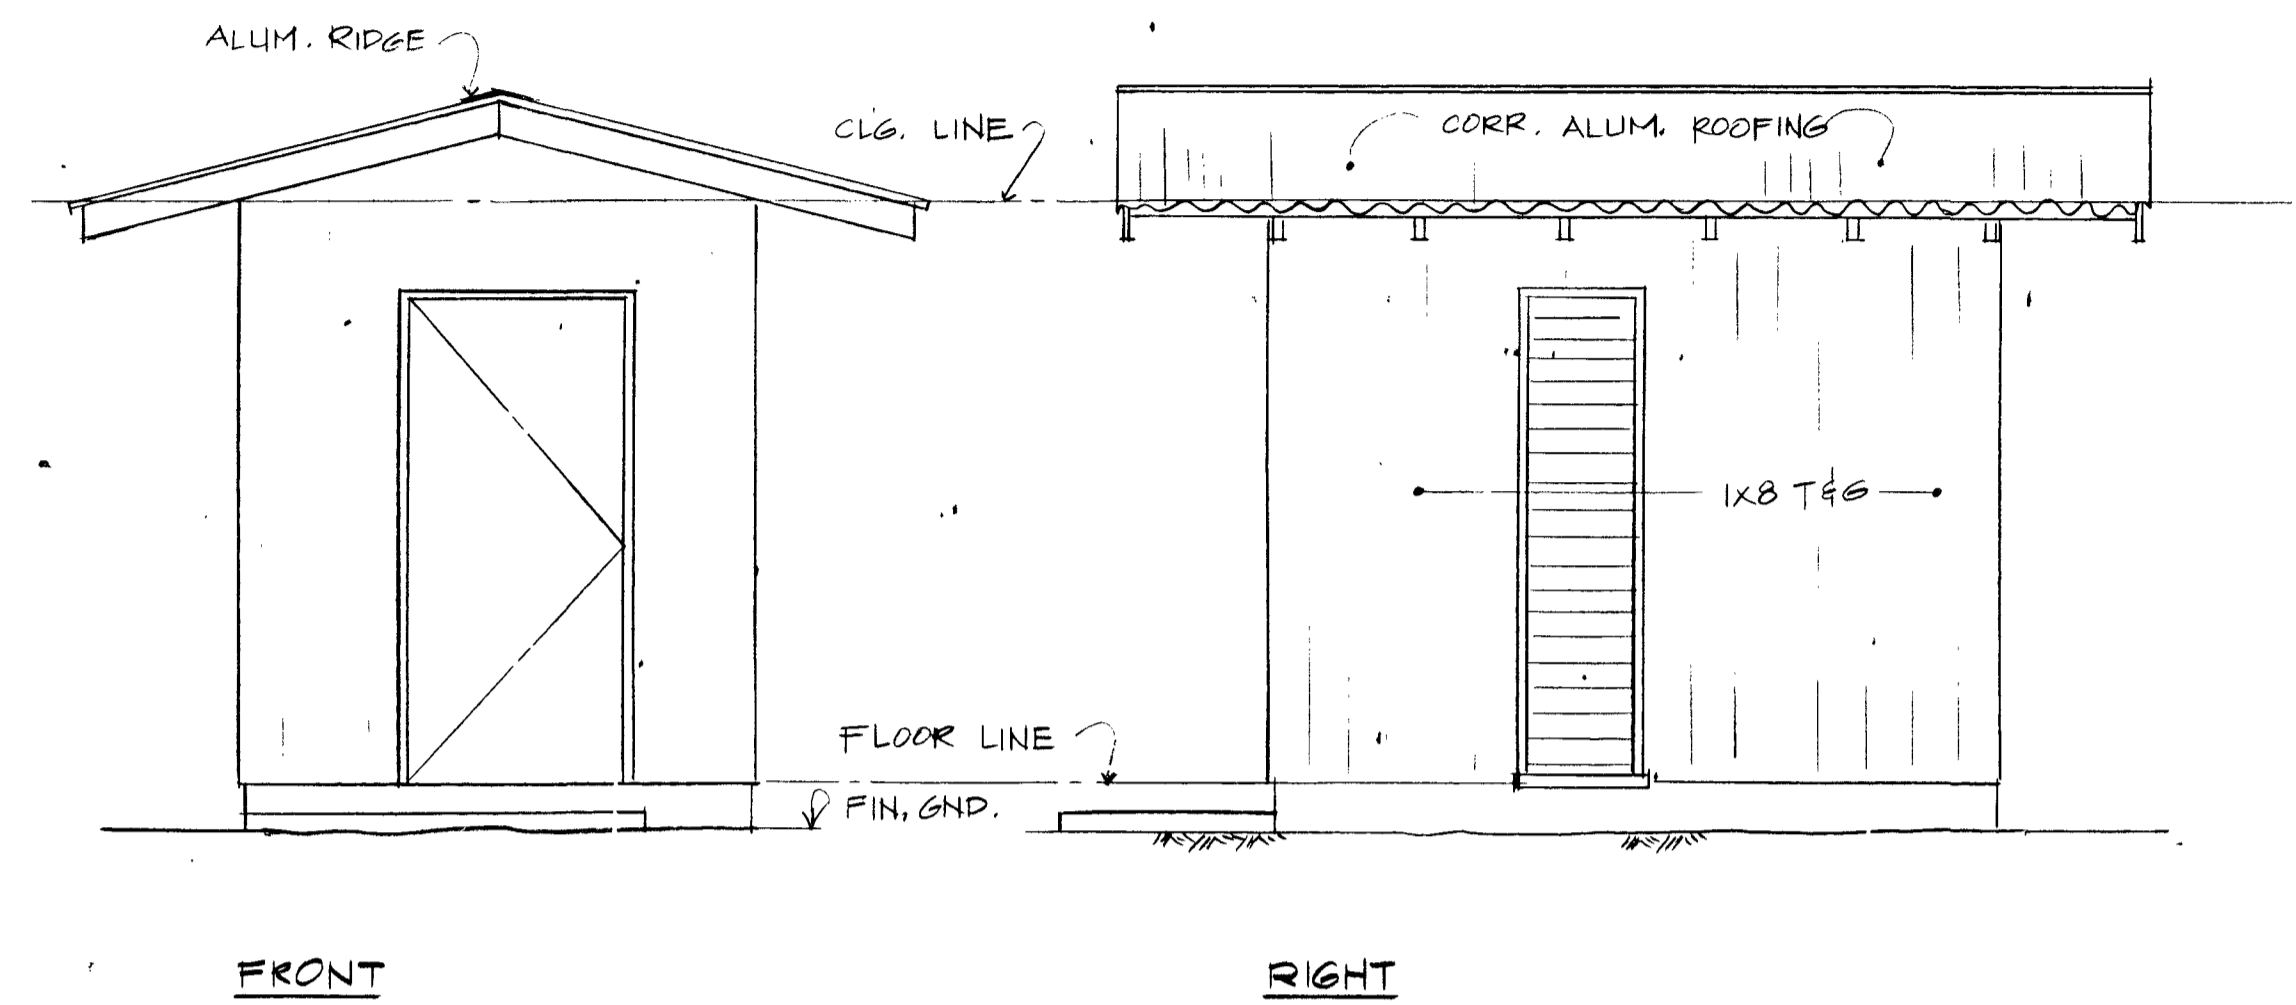 ALUM. RIDGE
CLG. LINE
CORR. ALUM. ROOFING
1X8 T&G
FLOOR LINE
FIN. GND.
FRONT
RIGHT